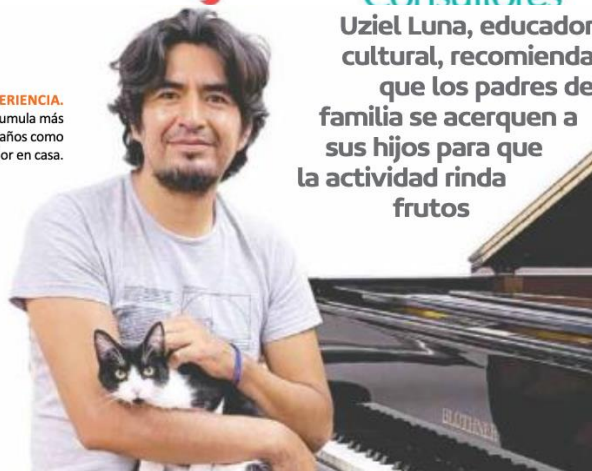 Consultores
Uziel Luna, educador
cultural, recomienda
que los padres de
familia se acerquen a
sus hijos para que
la actividad rinda
frutos
ERIENCIA.
umula más
años como
or en casa.
BLÜTHNER